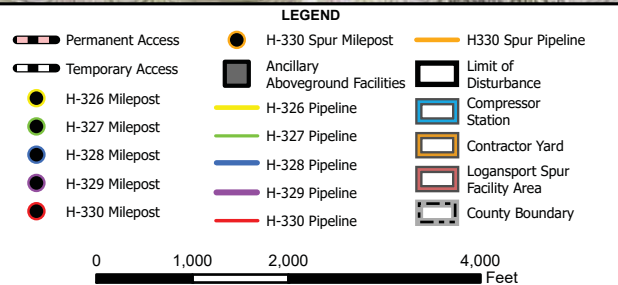 LEGEND
Permanent Access
Temporary Access
H-326 Milepost
H-327 Milepost
H-328 Milepost
H-329 Milepost
H-330 Milepost
H-330 Spur Milepost
Ancillary
Aboveground Facilities
H-326 Pipeline
H-327 Pipeline
H-328 Pipeline
H-329 Pipeline
H-330 Pipeline
H330 Spur Pipeline
Limit of
Disturbance
Compressor
Station
Contractor Yard
Logansport Spur
Facility Area
County Boundary
0 1,000 2,000 4,000
Feet